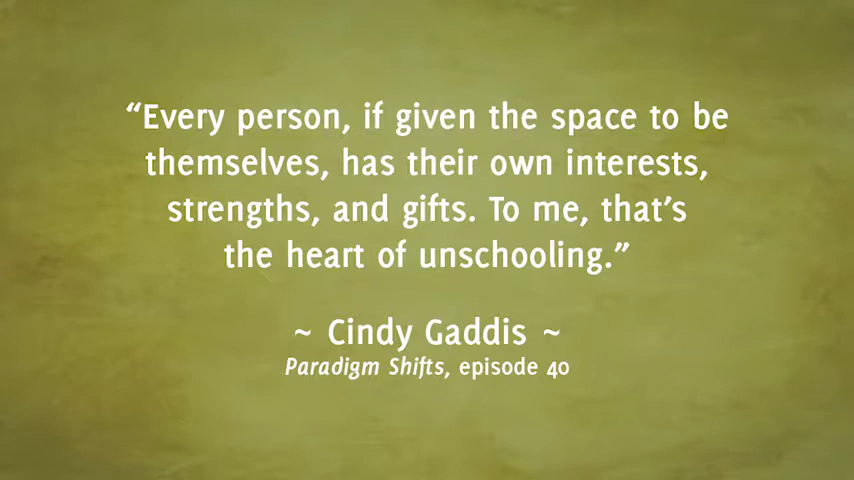 “Every person, if given the space to be
themselves, has their own interests,
strengths, and gifts. To me, that’s
the heart of unschooling.”
~ Cindy Gaddis ~
Paradigm Shifts, episode 40